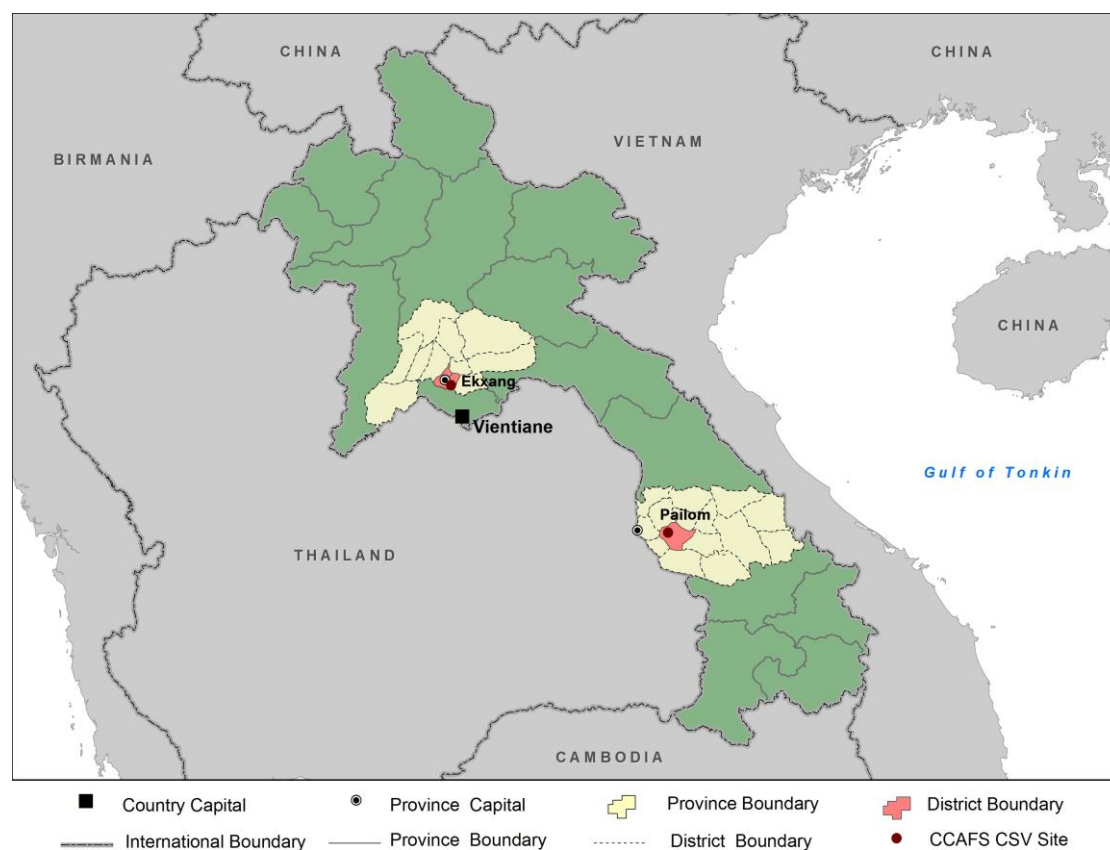 CHINA
CHINA
VIETNAM
BIRMANIA
CHINA
Ekxang
Vientiane
Gulf of Tonkin
Pailom
THAILAND
CAMBODIA
Country Capital
Province Capital
Province Boundary
District Boundary
International Boundary
Province Boundary
District Boundary
CCAFS CSV Site